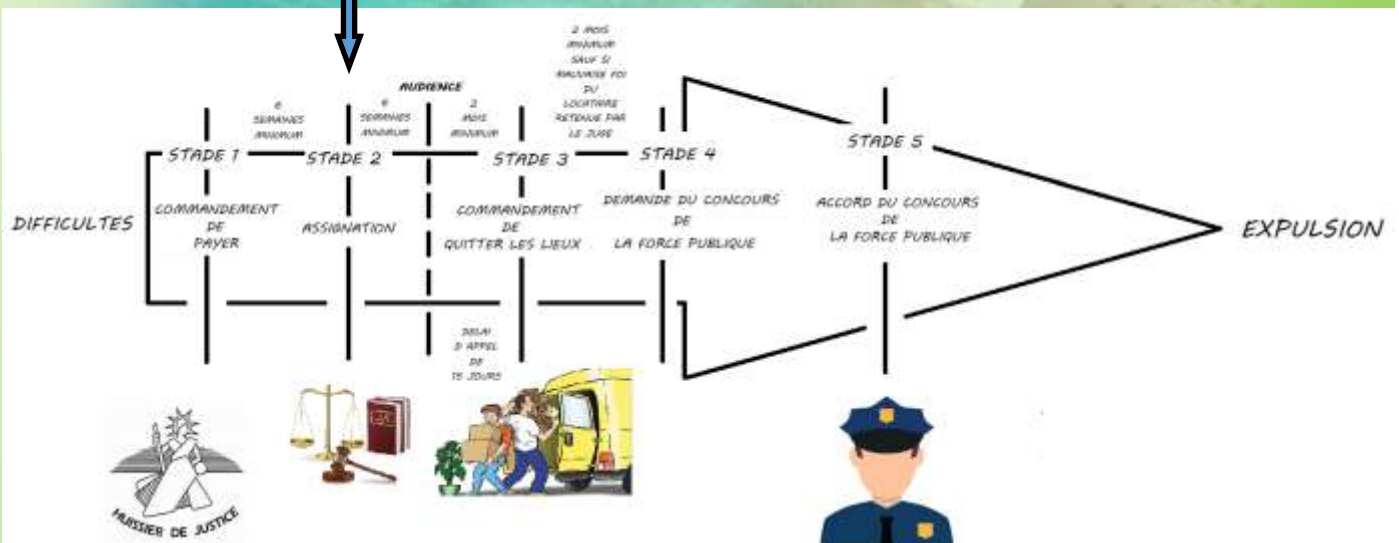 2 MOIS
MINIMUM
SAUF SI
MAUVAISE FOI
DU
LOCATAIRE
RETENUE PAR
LE JUGE
AUDIENCE
6
SEMAINES
MINIMUM
6
SEMAINES
MINIMUM
2
MOIS
MINIMUM
STADE 1
STADE 2
STADE 3
STADE 4
STADE 5
DIFFICULTES
COMMANDEMENT
DE
PAYER
ASSIGNATION
COMMANDEMENT
DE
QUITTER LES LIEUX
DEMANDE DU CONCOURS
DE
LA FORCE PUBLIQUE
ACCORD DU CONCOURS
DE
LA FORCE PUBLIQUE
EXPULSION
DELAI
D APPEL
DE
15 JOURS
HUISSIER DE JUSTICE